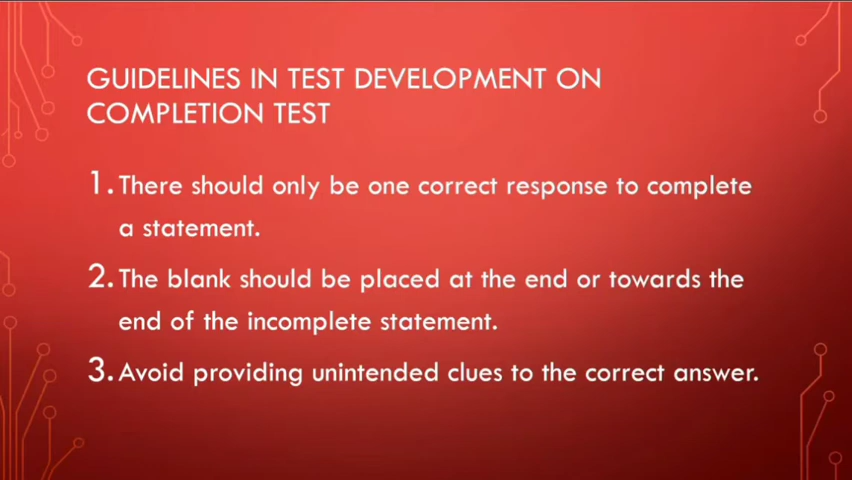 GUIDELINES IN TEST DEVELOPMENT ON
COMPLETION TEST
1. There should only be one correct response to complete
a statement.
2. The blank should be placed at the end or towards the
end of the incomplete statement.
3. Avoid providing unintended clues to the correct answer.